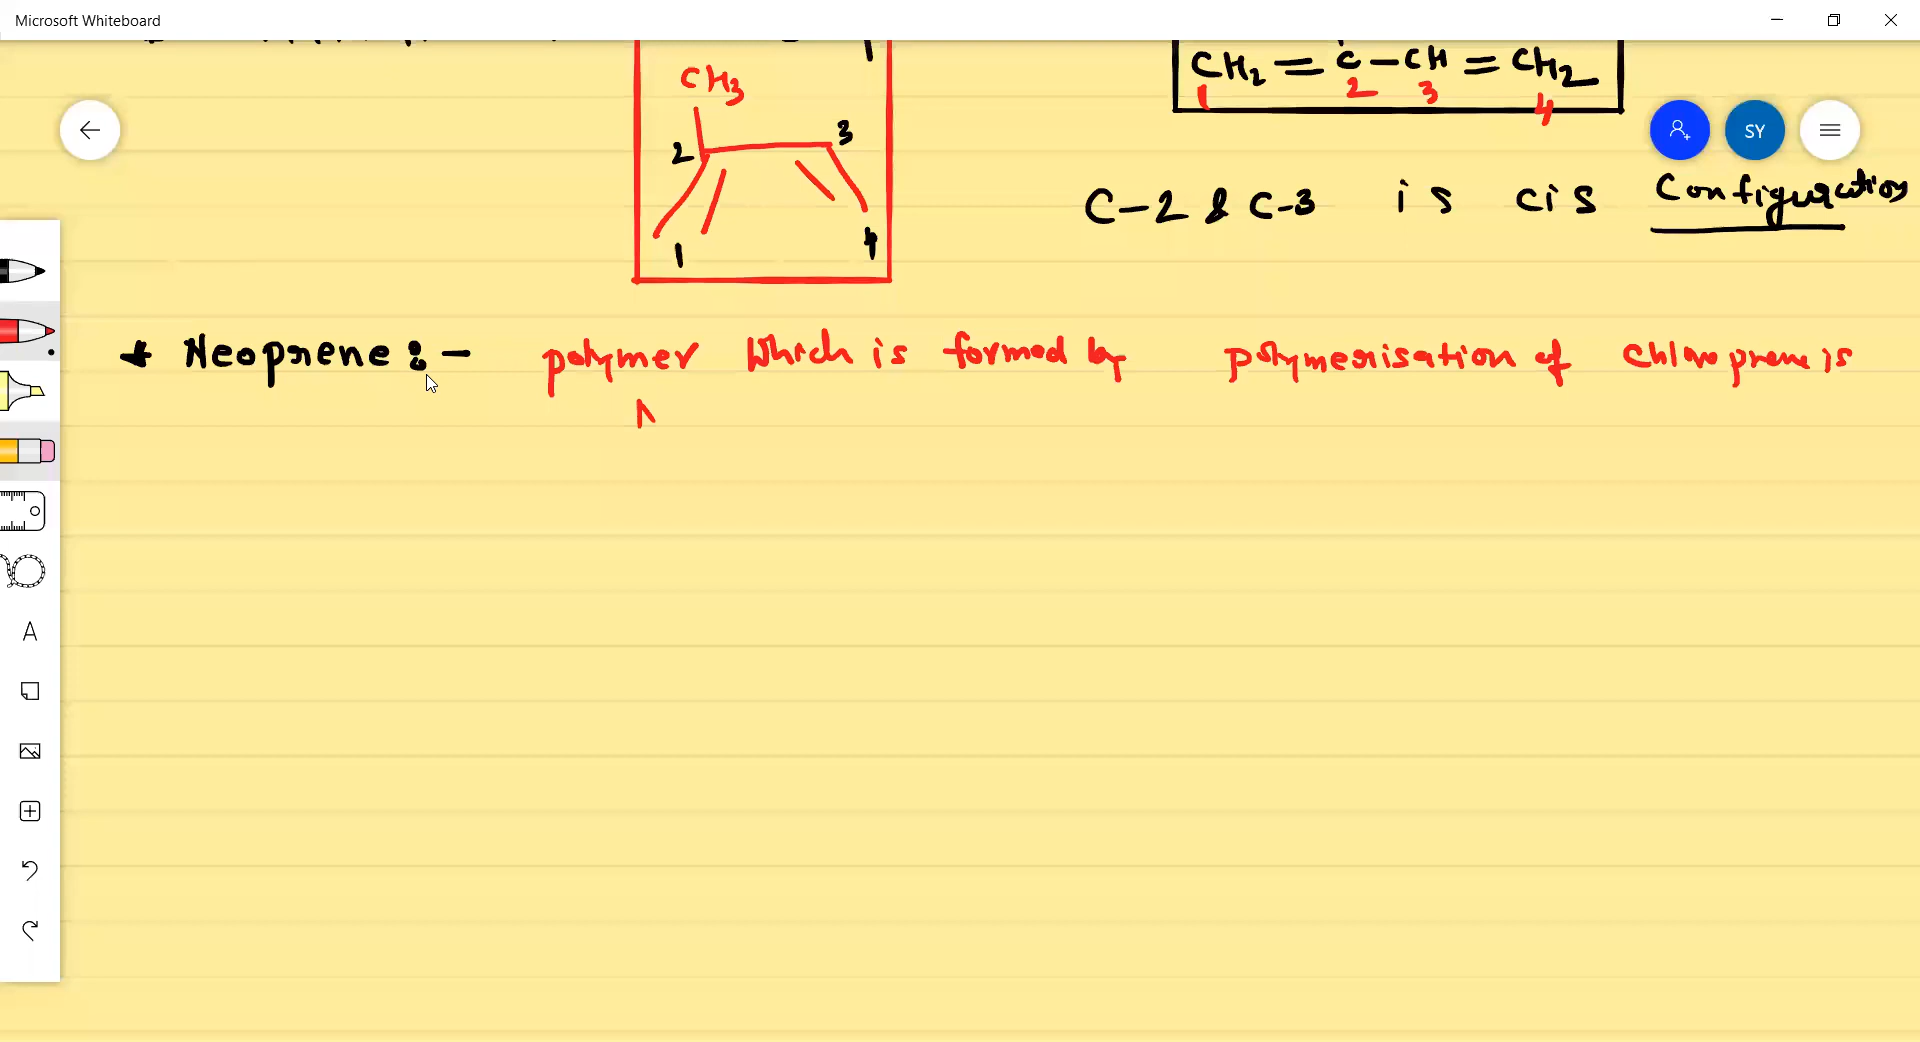 Microsoft Whiteboard
CH3
2 3
1 4
CH2 = C - CH = CH2
1 2 3 4
SY
C-2 & C-3 is cis Configuration
Neoprene :- polymer Which is formed by polymerisation of Chloroprene is
N
A